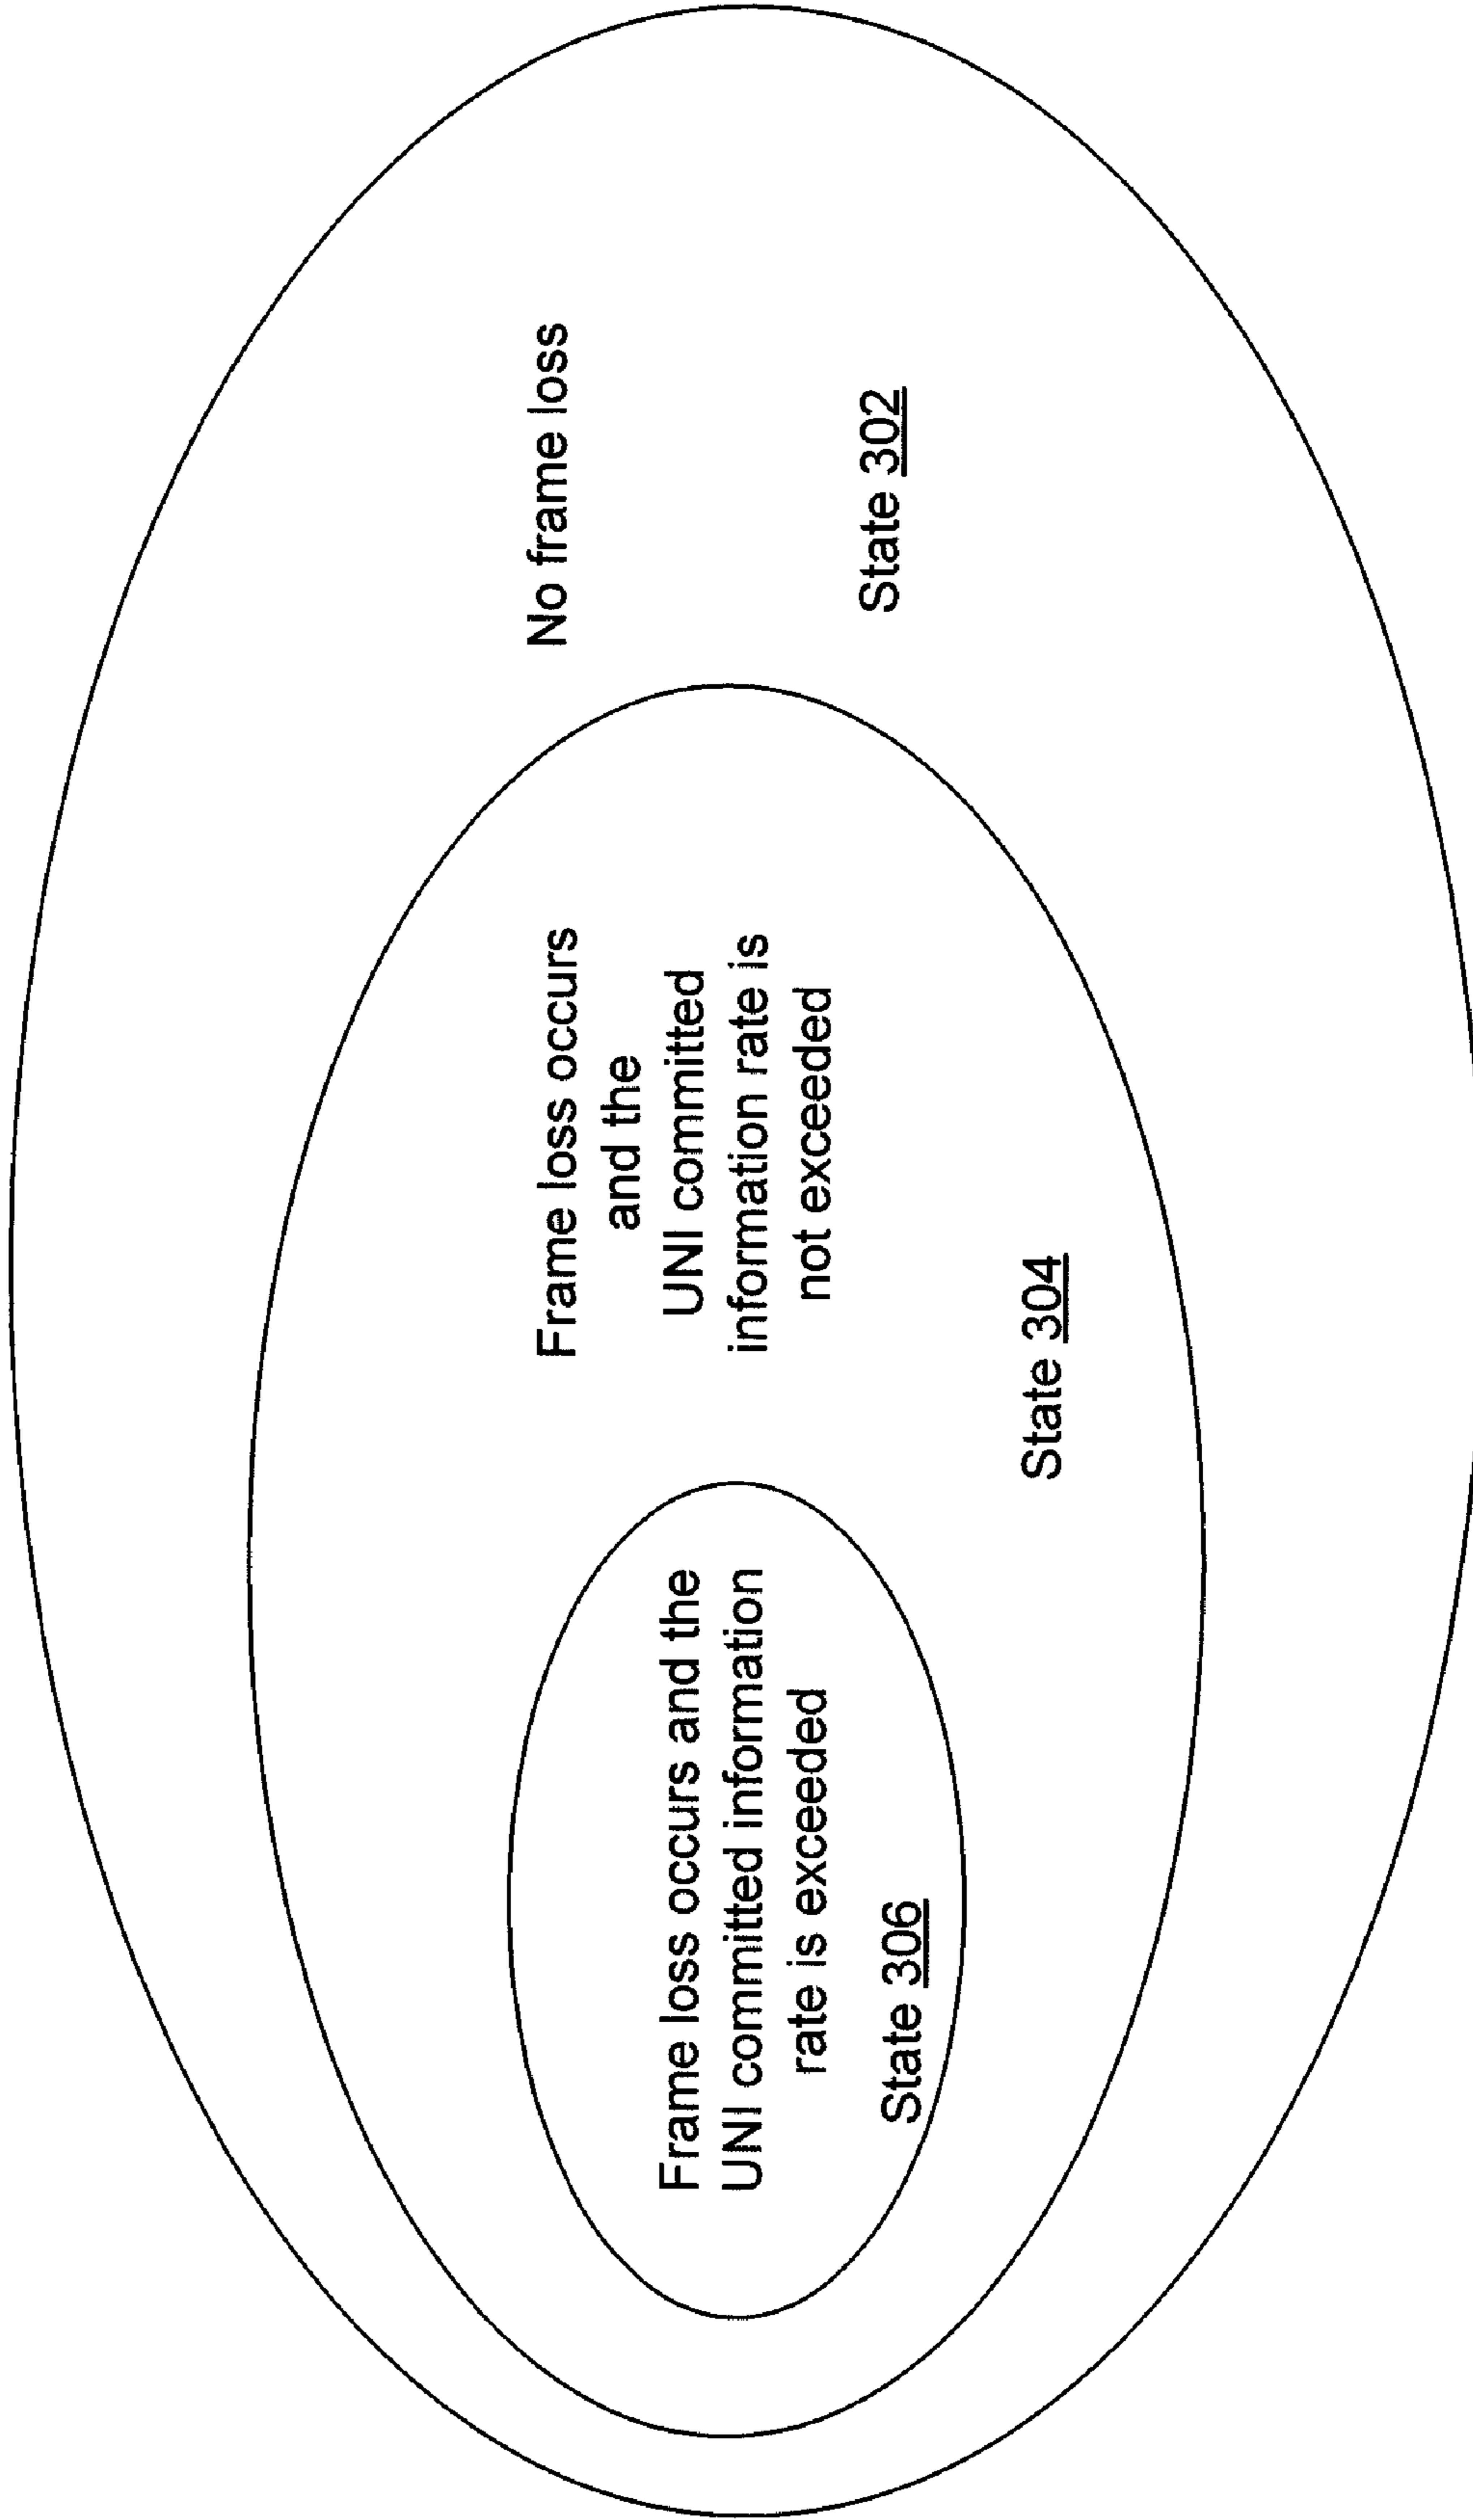 Frame loss occurs and the
UNI committed information
rate is exceeded
State 306
Frame loss occurs
and the
UNI committed
information rate is
not exceeded
State 304
No frame loss
State 302